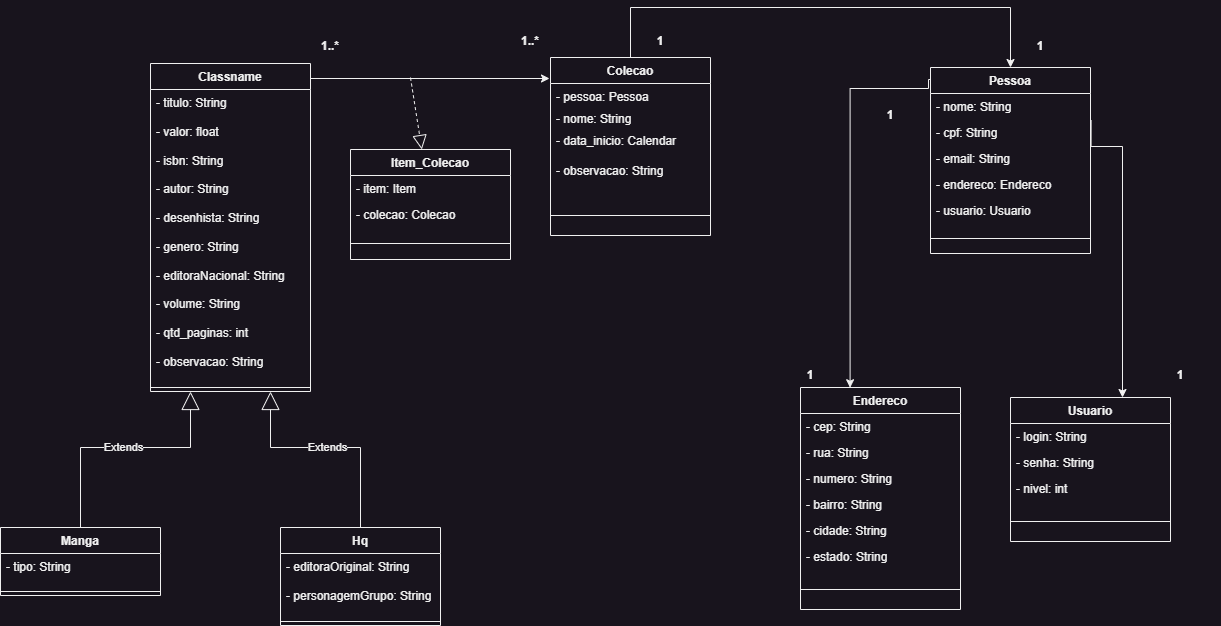 1..*
1..*
1
1
Classname
- titulo: String
- valor: float
- isbn: String
- autor: String
- desenhista: String
- genero: String
- editoraNacional: String
- volume: String
- qtd_paginas: int
- observacao: String
Item_Colecao
- item: Item
- colecao: Colecao
Colecao
- pessoa: Pessoa
- nome: String
- data_inicio: Calendar
- observacao: String
Pessoa
- nome: String
- cpf: String
- email: String
- endereco: Endereco
- usuario: Usuario
1
1
1
Extends
Extends
Manga
- tipo: String
Hq
- editoraOriginal: String
- personagemGrupo: String
Endereco
- cep: String
- rua: String
- numero: String
- bairro: String
- cidade: String
- estado: String
Usuario
- login: String
- senha: String
- nivel: int